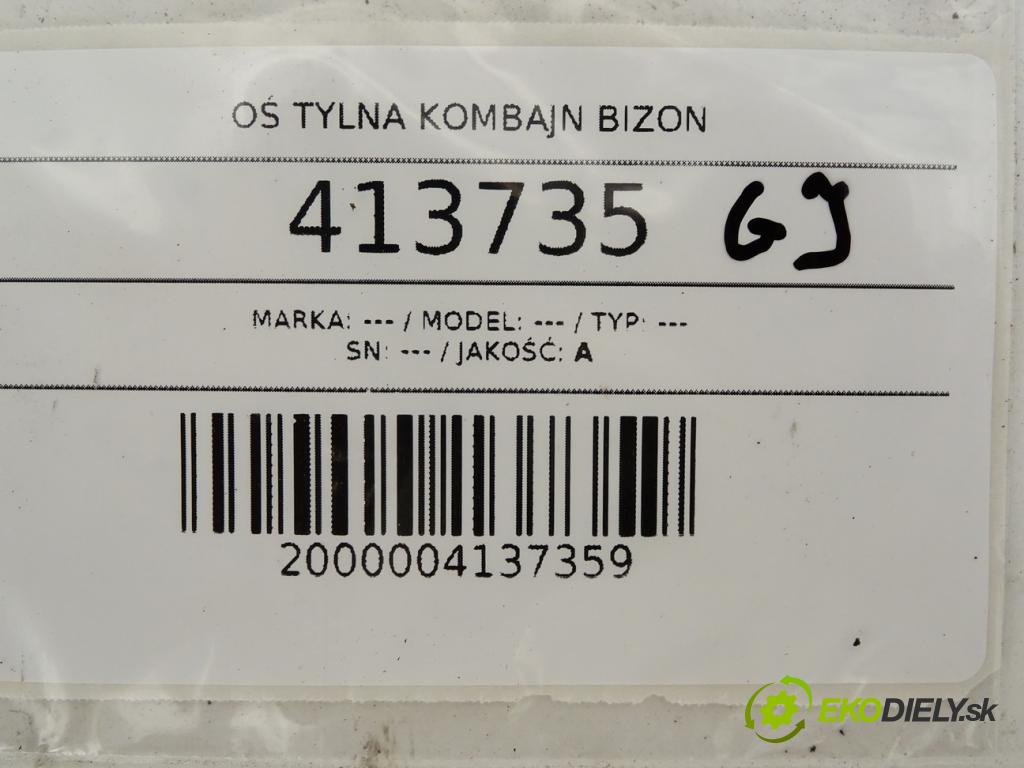 OŚ TYLNA KOMBAJN BIZON
413735 GJ
MARKA: --- / MODEL: --- / TYP: ---
SN: --- / JAKOŚĆ: A
2000004137359
EKODIELY.sk